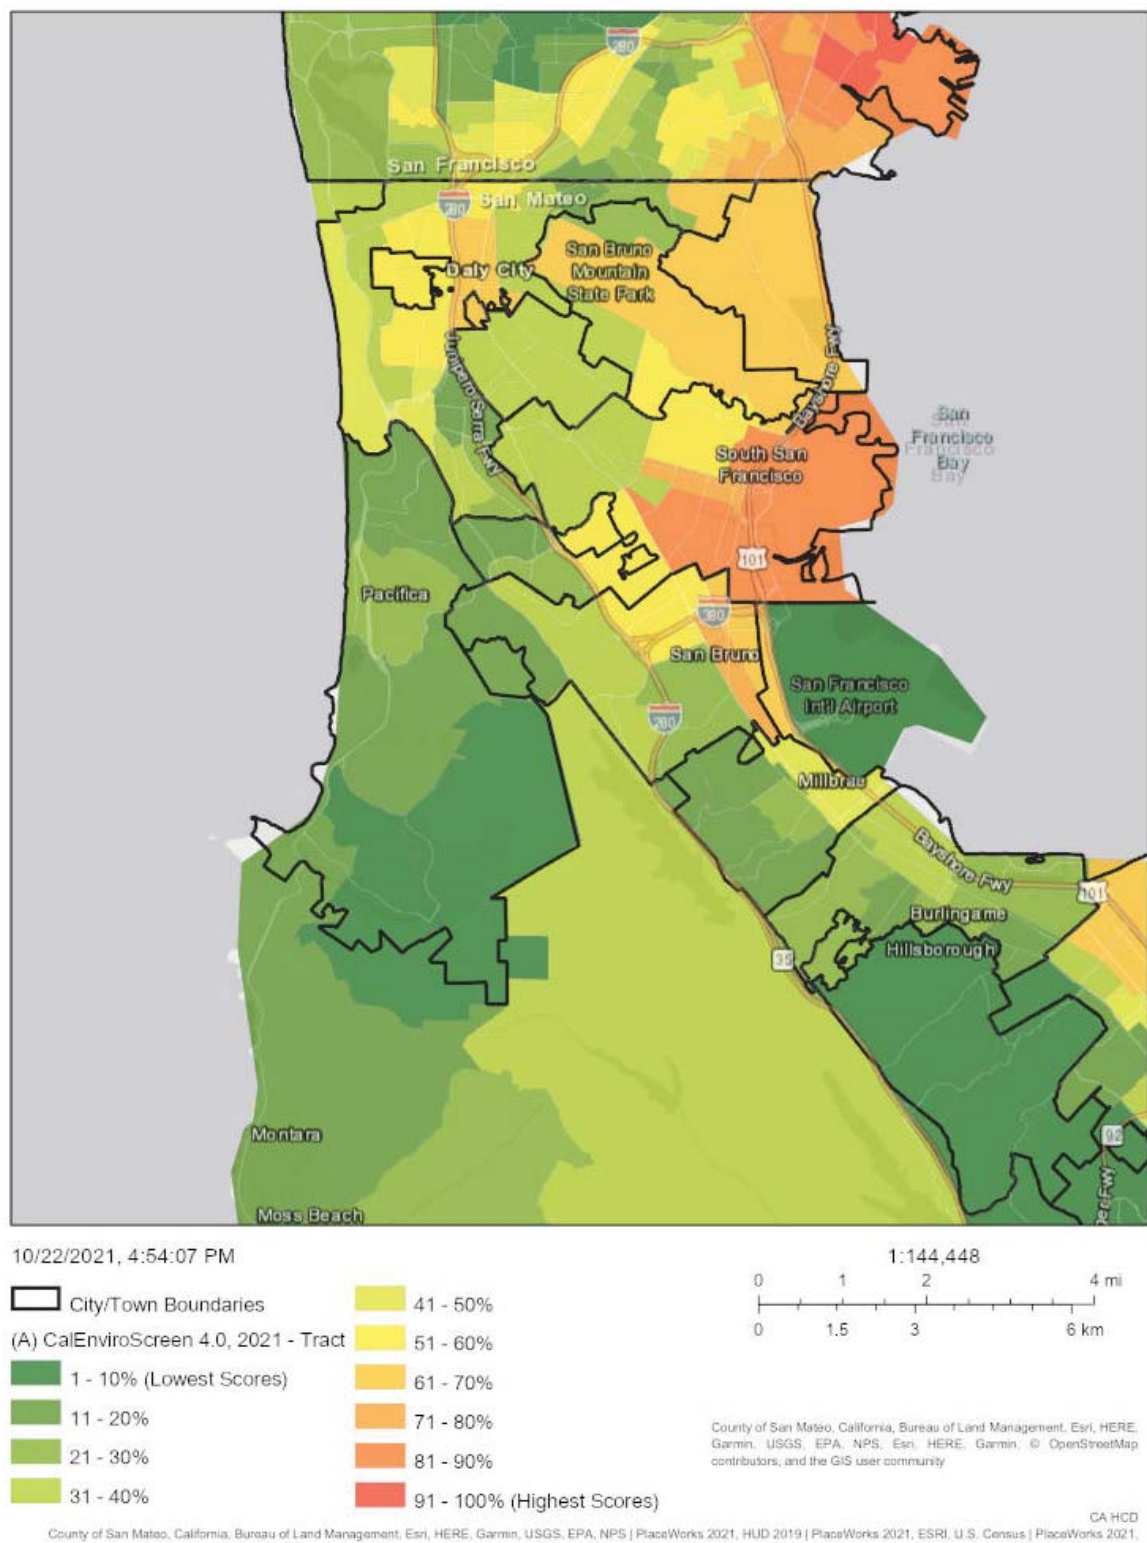 280
San Francisco
280
San Mateo
San Bruno
Mountain
State Park
Daly City
Junipero Serra Fwy
Bayshore Fwy
San
Francisco
Bay
San
Francisco
Bay
South San
Francisco
101
Pacifica
380
San Bruno
San Francisco
Int'l Airport
280
Millbrae
Bayshore Fwy
101
Burlingame
Hillsborough
35
Montara
92
Moss Beach
er Fwy
10/22/2021, 4:54:07 PM
1:144,448
0 1 2 4 mi
0 1.5 3 6 km
City/Town Boundaries
(A) CalEnviroScreen 4.0, 2021 - Tract
1 - 10% (Lowest Scores)
11 - 20%
21 - 30%
31 - 40%
41 - 50%
51 - 60%
61 - 70%
71 - 80%
81 - 90%
91 - 100% (Highest Scores)
County of San Mateo, California, Bureau of Land Management, Esri, HERE,
Garmin, USGS, EPA, NPS, Esri, HERE, Garmin, © OpenStreetMap
contributors, and the GIS user community
CA HCD
County of San Mateo, California, Bureau of Land Management, Esri, HERE, Garmin, USGS, EPA, NPS | PlaceWorks 2021, HUD 2019 | PlaceWorks 2021, ESRI, U.S. Census | PlaceWorks 2021,